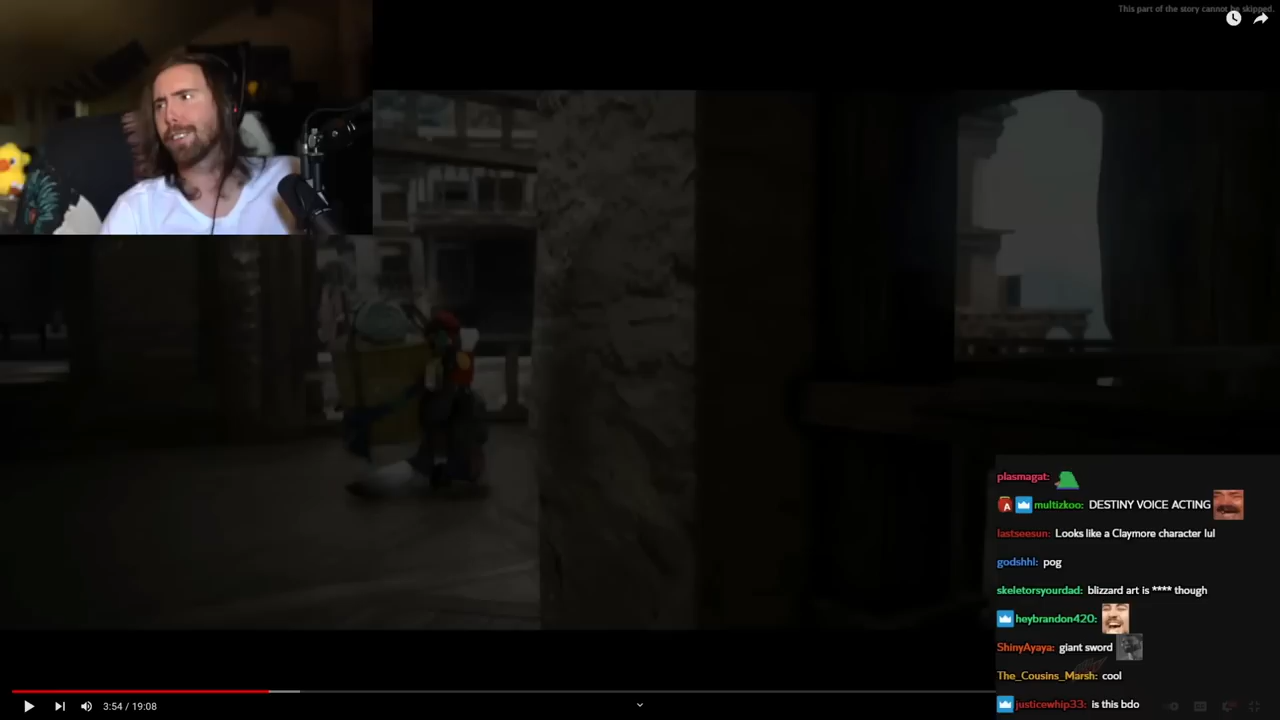 This part of the story cannot be skipped.
plasmagat:
multizkoo: DESTINY VOICE ACTING
lastseesun: Looks like a Claymore character lul
godshhl: pog
skeletorsyourdad: blizzard art is **** though
heybrandon420:
ShinyAyaya: giant sword
The_Cousins_Marsh: cool
justicewhip33: is this bdo
3:54 / 19:08